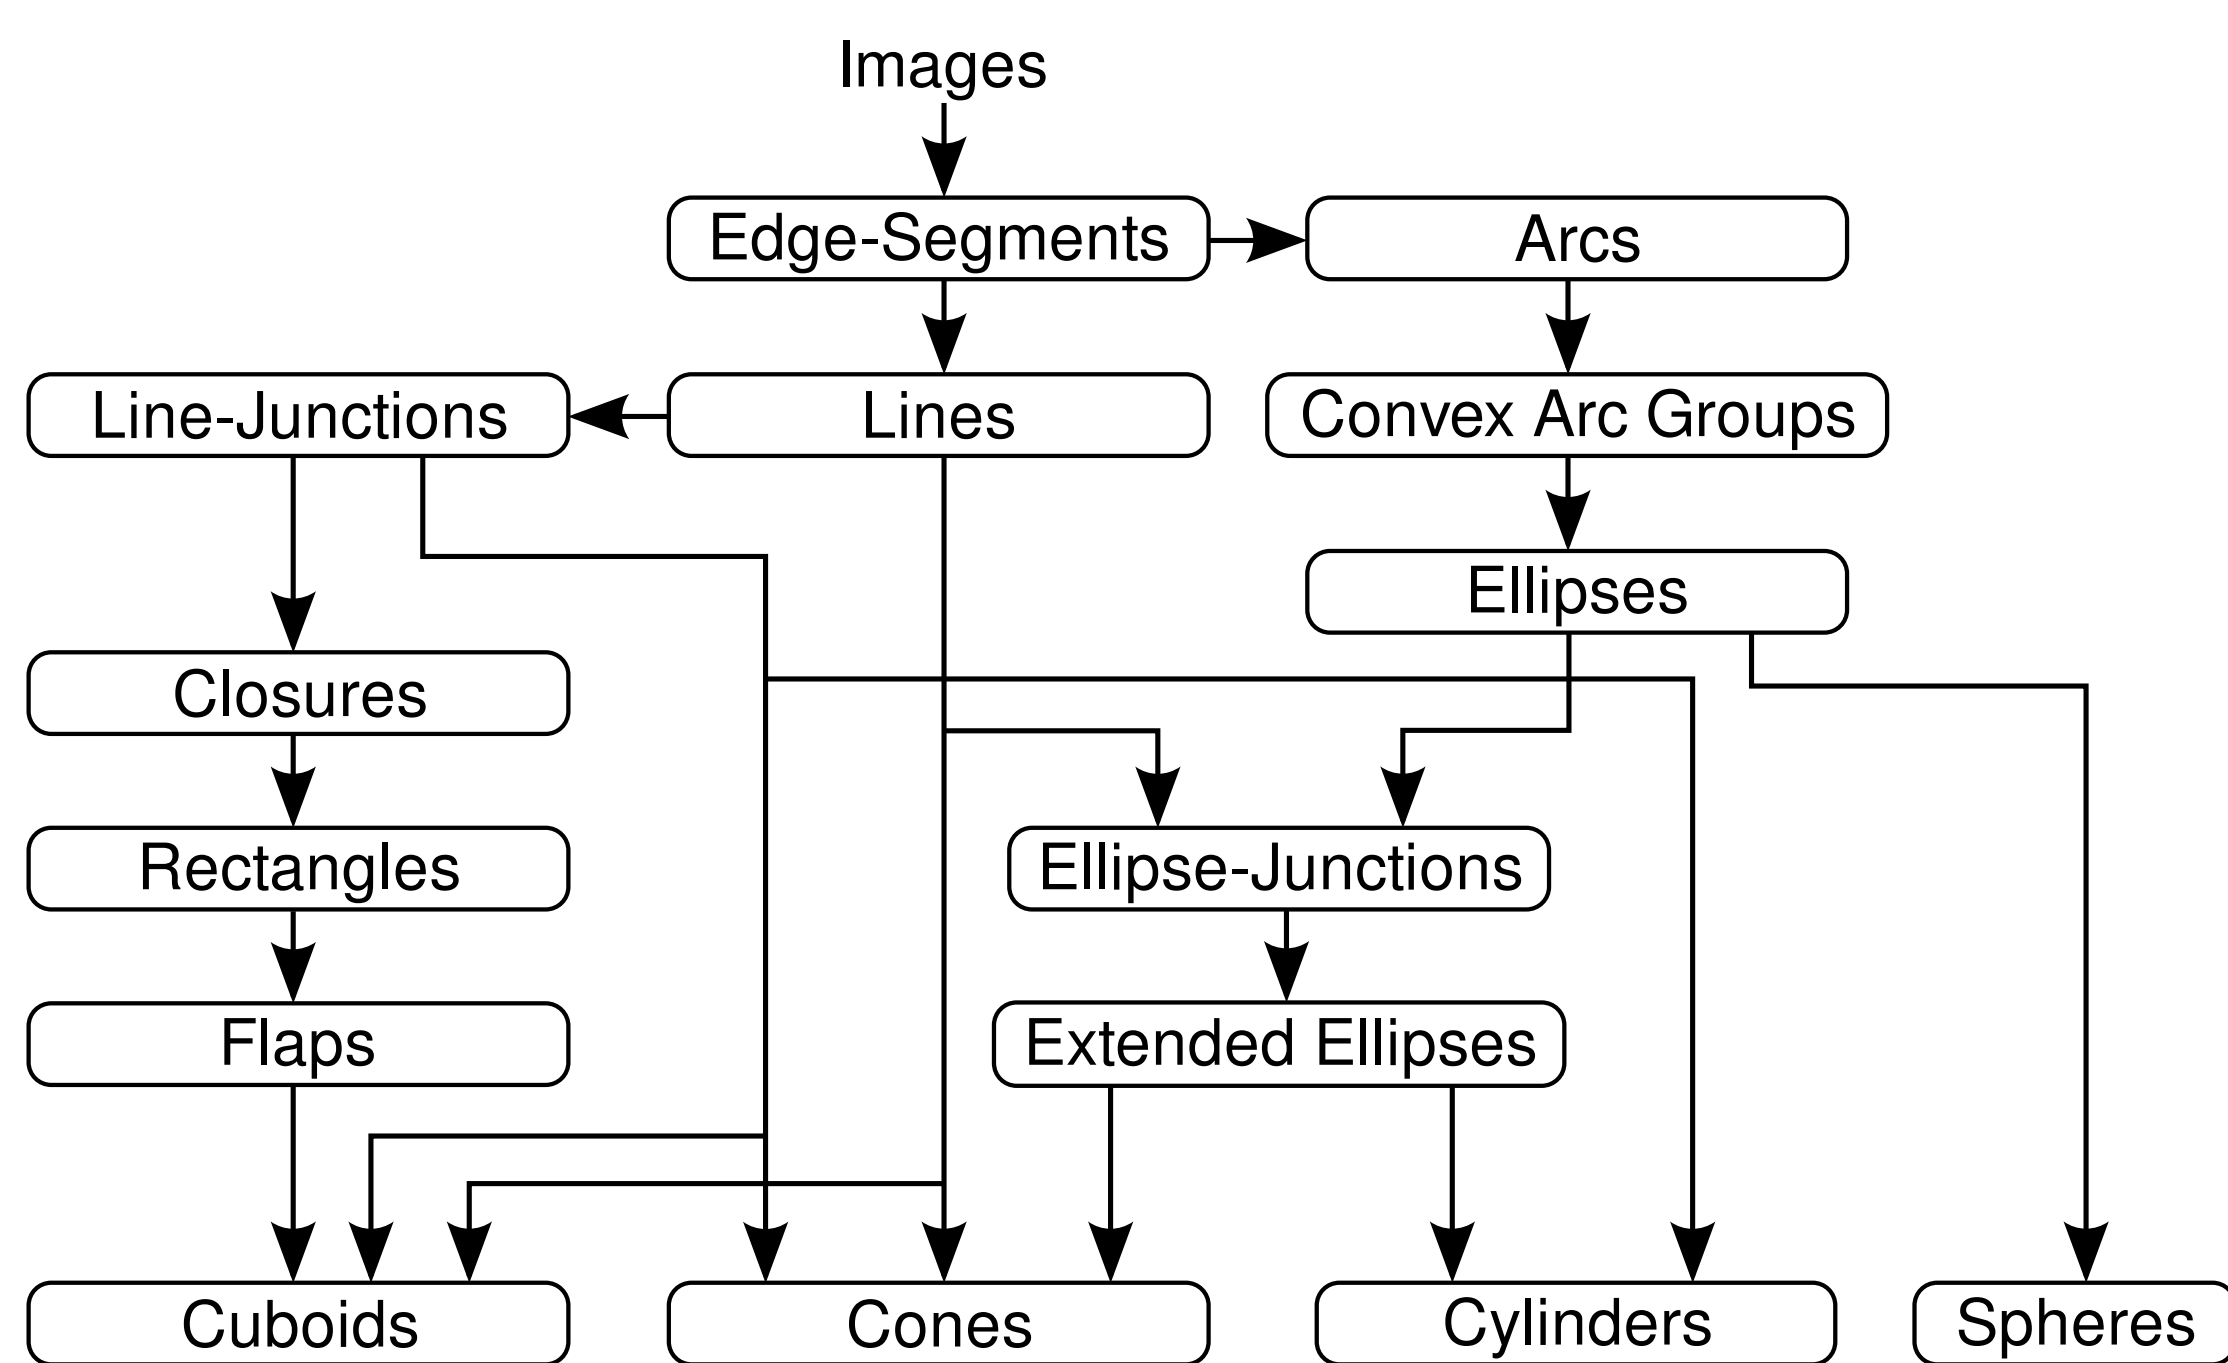 Images
Edge-Segments
Arcs
Line-Junctions
Lines
Convex Arc Groups
Ellipses
Closures
Rectangles
Ellipse-Junctions
Flaps
Extended Ellipses
Cuboids
Cones
Cylinders
Spheres